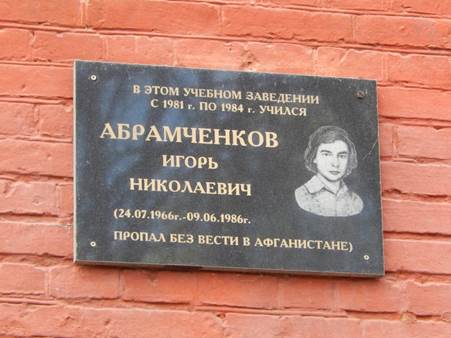 В ЭТОМ УЧЕБНОМ ЗАВЕДЕНИИ
С 1981 г. ПО 1984 г. УЧИЛСЯ
АБРАМЧЕНКОВ
ИГОРЬ
НИКОЛАЕВИЧ
(24.07.1966г.-09.06.1986г.
ПРОПАЛ БЕЗ ВЕСТИ В АФГАНИСТАНЕ)